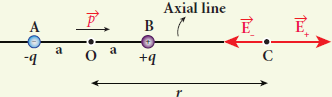 Axial line
A p⃗ B E⃗₋ E⃗₊
a a
-q O +q C
r